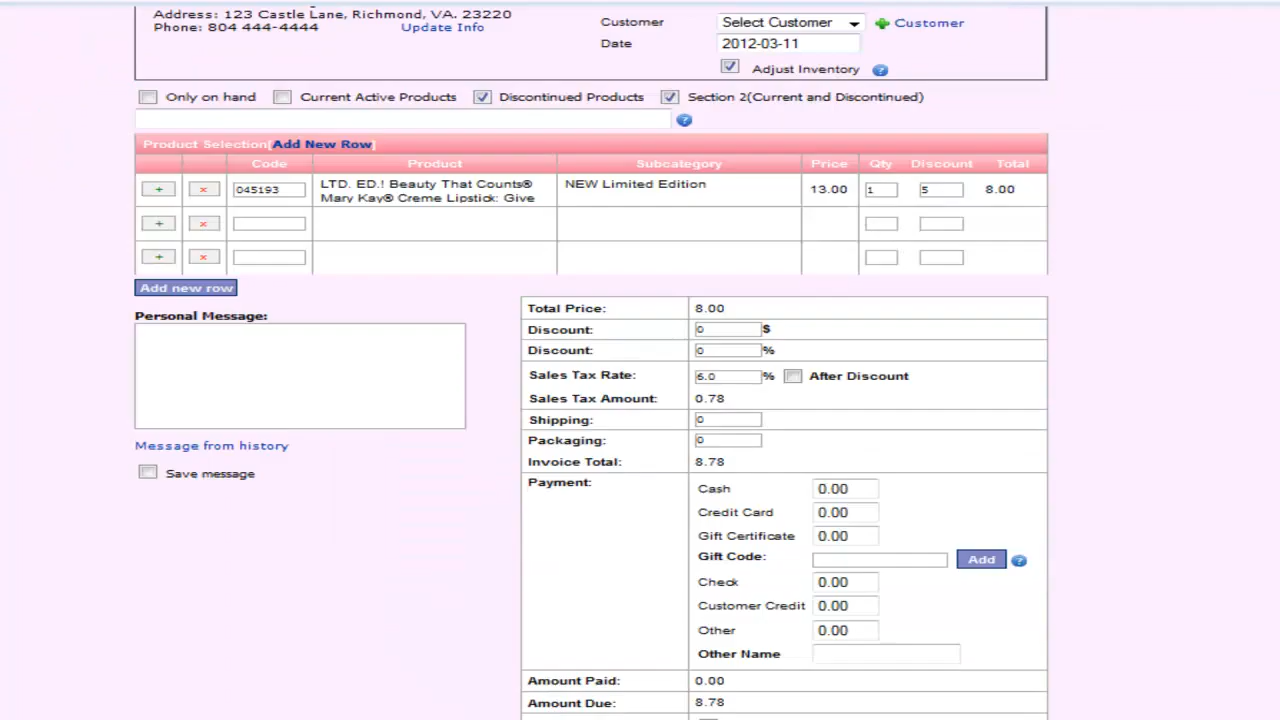 Address: 123 Castle Lane, Richmond, VA. 23220
Phone: 804 444-4444 Update Info
Customer Select Customer Customer
Date 2012-03-11
Adjust Inventory ?
Only on hand Current Active Products Discontinued Products Section 2(Current and Discontinued)
?
Product Selection[Add New Row]
Code Product Subcategory Price Qty Discount Total
+ x 045193 LTD. ED.! Beauty That Counts® NEW Limited Edition 13.00 1 5 8.00
Mary Kay® Creme Lipstick: Give
+ x
+ x
Add new row
Personal Message:
Message from history
Save message
Total Price: 8.00
Discount: 0 $
Discount: 0 %
Sales Tax Rate: 6.0 % After Discount
Sales Tax Amount: 0.78
Shipping: 0
Packaging: 0
Invoice Total: 8.78
Payment:
Cash 0.00
Credit Card 0.00
Gift Certificate 0.00
Gift Code: Add ?
Check 0.00
Customer Credit 0.00
Other 0.00
Other Name
Amount Paid: 0.00
Amount Due: 8.78